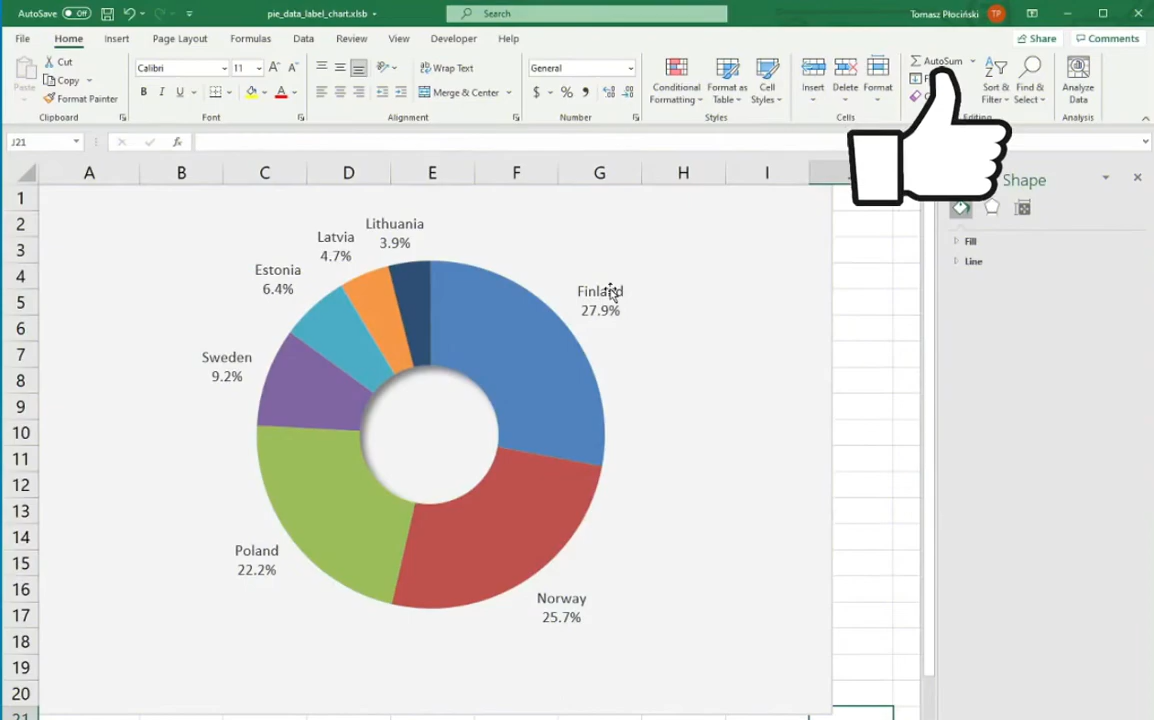 AutoSave Off pie_data_label_chart.xlsb Search Tomasz Płociński TP
File Home Insert Page Layout Formulas Data Review View Developer Help Share Comments
Paste
Cut
Copy
Format Painter
Clipboard
Calibri 11 A^ Aˇ
B I U A
Font
Wrap Text
Merge & Center
Alignment
General
$ % 9
Number
Conditional
Formatting
Format as
Table
Cell
Styles
Styles
Insert
Delete
Format
Cells
AutoSum
Sort &
Filter
Find &
Select
Editing
Analyze
Data
Analysis
J21 fx
A B C D E F G H I
1
2
3
4
5
6
7
8
9
10
11
12
13
14
15
16
17
18
19
20
21
Lithuania
3.9%
Latvia
4.7%
Estonia
6.4%
Finland
27.9%
Sweden
9.2%
Poland
22.2%
Norway
25.7%
Shape
Fill
Line